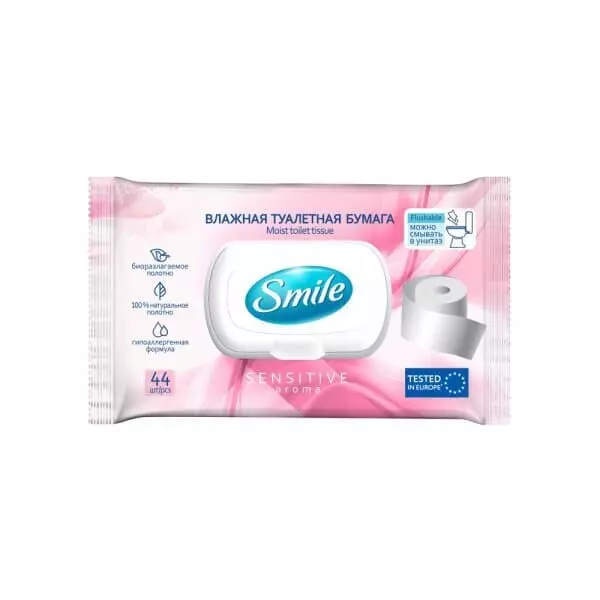 ВЛАЖНАЯ ТУАЛЕТНАЯ БУМАГА
Moist toilet tissue
Flushable
можно
смывать
в унитаз
биоразлагаемое
полотно
100% натуральное
полотно
гипоаллергенная
формула
44
шт/pcs
Smile
SENSITIVE
aroma
TESTED
IN EUROPE